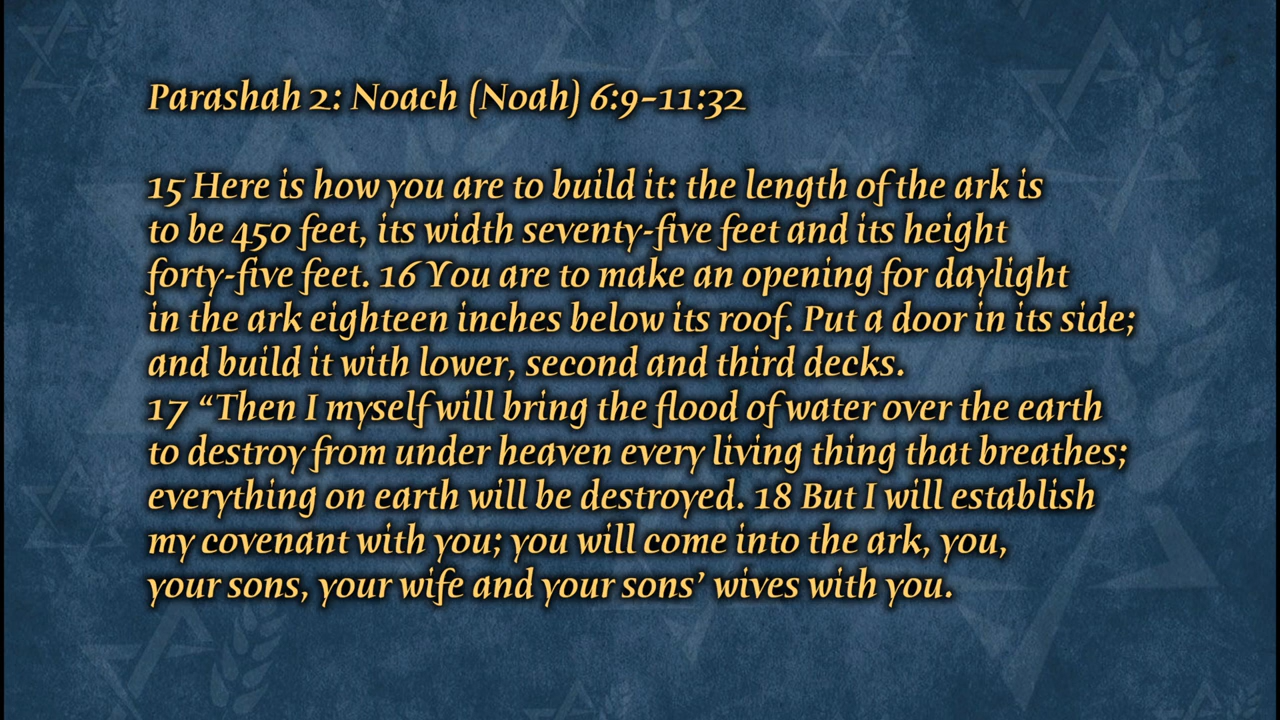 Parashah 2: Noach (Noah) 6:9-11:32
15 Here is how you are to build it: the length of the ark is
to be 450 feet, its width seventy-five feet and its height
forty-five feet. 16 You are to make an opening for daylight
in the ark eighteen inches below its roof. Put a door in its side;
and build it with lower, second and third decks.
17 “Then I myself will bring the flood of water over the earth
to destroy from under heaven every living thing that breathes;
everything on earth will be destroyed. 18 But I will establish
my covenant with you; you will come into the ark, you,
your sons, your wife and your sons’ wives with you.